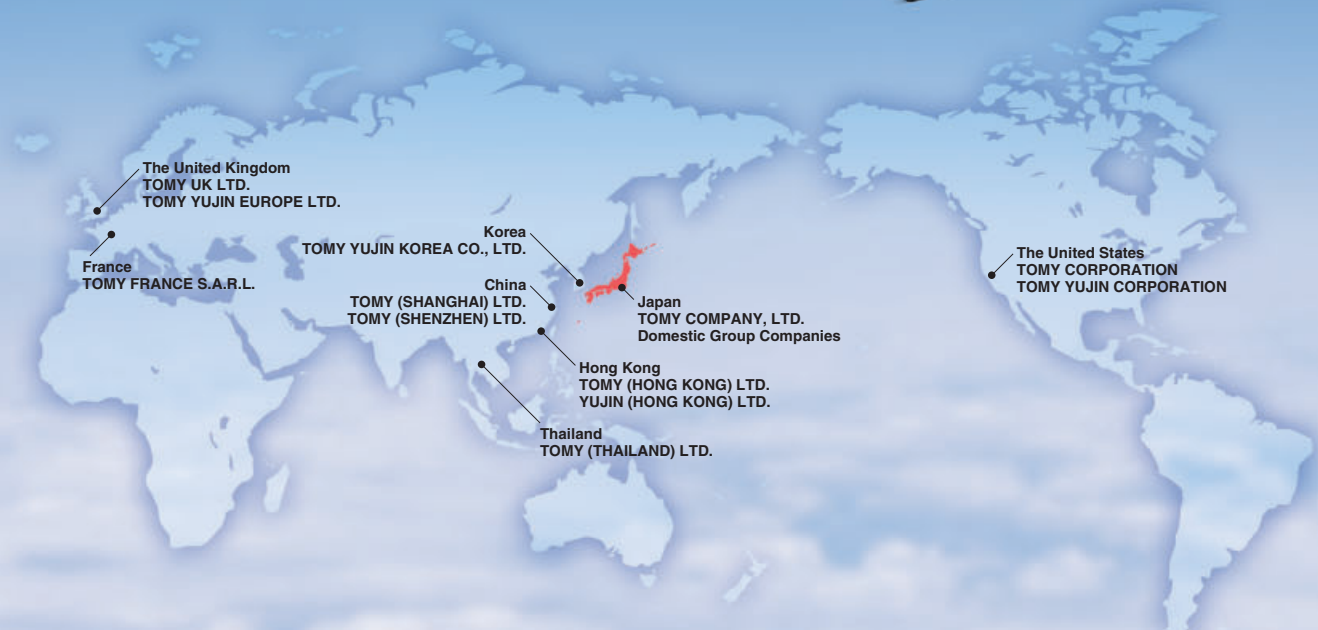 The United Kingdom
TOMY UK LTD.
TOMY YUJIN EUROPE LTD.
France
TOMY FRANCE S.A.R.L.
Korea
TOMY YUJIN KOREA CO., LTD.
China
TOMY (SHANGHAI) LTD.
TOMY (SHENZHEN) LTD.
Japan
TOMY COMPANY, LTD.
Domestic Group Companies
Hong Kong
TOMY (HONG KONG) LTD.
YUJIN (HONG KONG) LTD.
Thailand
TOMY (THAILAND) LTD.
The United States
TOMY CORPORATION
TOMY YUJIN CORPORATION